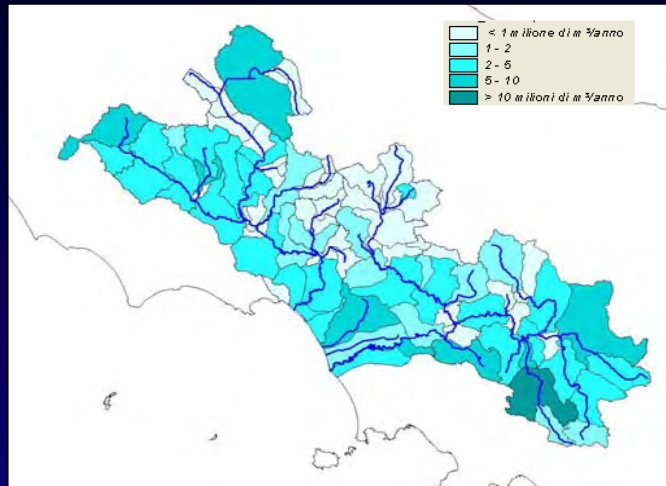 < 1 milione di m³/anno
1 - 2
2 - 5
5 - 10
> 10 milioni di m³/anno